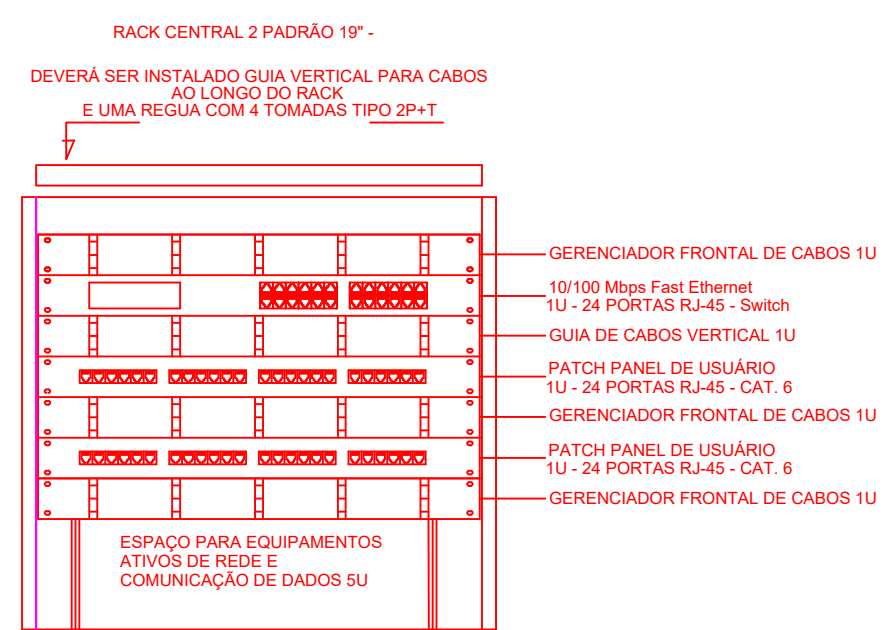 RACK CENTRAL 2 PADRÃO 19" -
DEVERÁ SER INSTALADO GUIA VERTICAL PARA CABOS
AO LONGO DO RACK
E UMA REGUA COM 4 TOMADAS TIPO 2P+T
GERENCIADOR FRONTAL DE CABOS 1U
10/100 Mbps Fast Ethernet
1U - 24 PORTAS RJ-45 - Switch
GUIA DE CABOS VERTICAL 1U
PATCH PANEL DE USUÁRIO
1U - 24 PORTAS RJ-45 - CAT. 6
GERENCIADOR FRONTAL DE CABOS 1U
PATCH PANEL DE USUÁRIO
1U - 24 PORTAS RJ-45 - CAT. 6
GERENCIADOR FRONTAL DE CABOS 1U
ESPAÇO PARA EQUIPAMENTOS
ATIVOS DE REDE E
COMUNICAÇÃO DE DADOS 5U